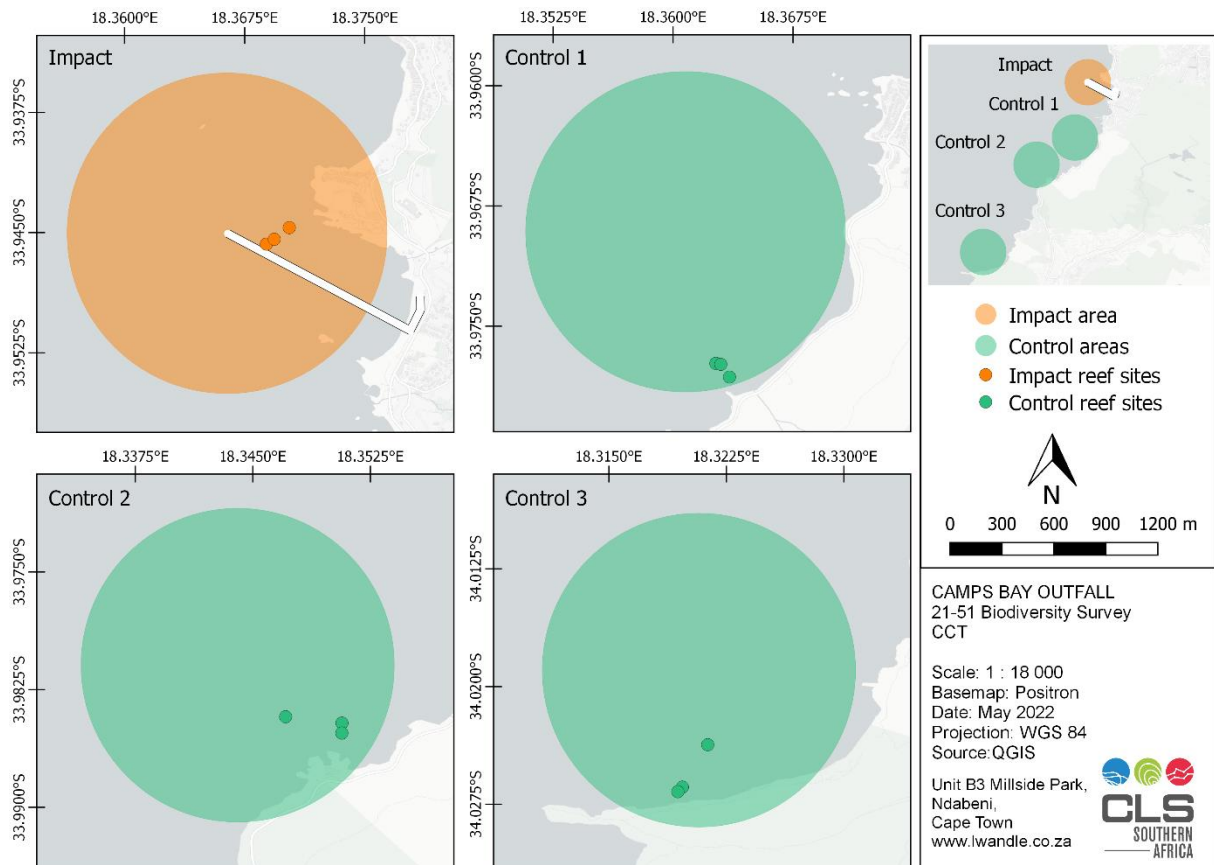 18.3600°E 18.3675°E 18.3750°E
Impact
33.9375°S
33.9450°S
33.9525°S
18.3525°E 18.3600°E 18.3675°E
Control 1
33.9600°S
33.9675°S
33.9750°S
18.3375°E 18.3450°E 18.3525°E
Control 2
33.9750°S
33.9825°S
33.9900°S
18.3150°E 18.3225°E 18.3300°E
Control 3
34.0125°S
34.0200°S
34.0275°S
Impact
Control 1
Control 2
Control 3
Impact area
Control areas
Impact reef sites
Control reef sites
N
0 300 600 900 1200 m
CAMPS BAY OUTFALL
21-51 Biodiversity Survey
CCT
Scale: 1 : 18 000
Basemap: Positron
Date: May 2022
Projection: WGS 84
Source:QGIS
Unit B3 Millside Park,
Ndabeni,
Cape Town
www.lwandle.co.za
CLS
SOUTHERN
AFRICA